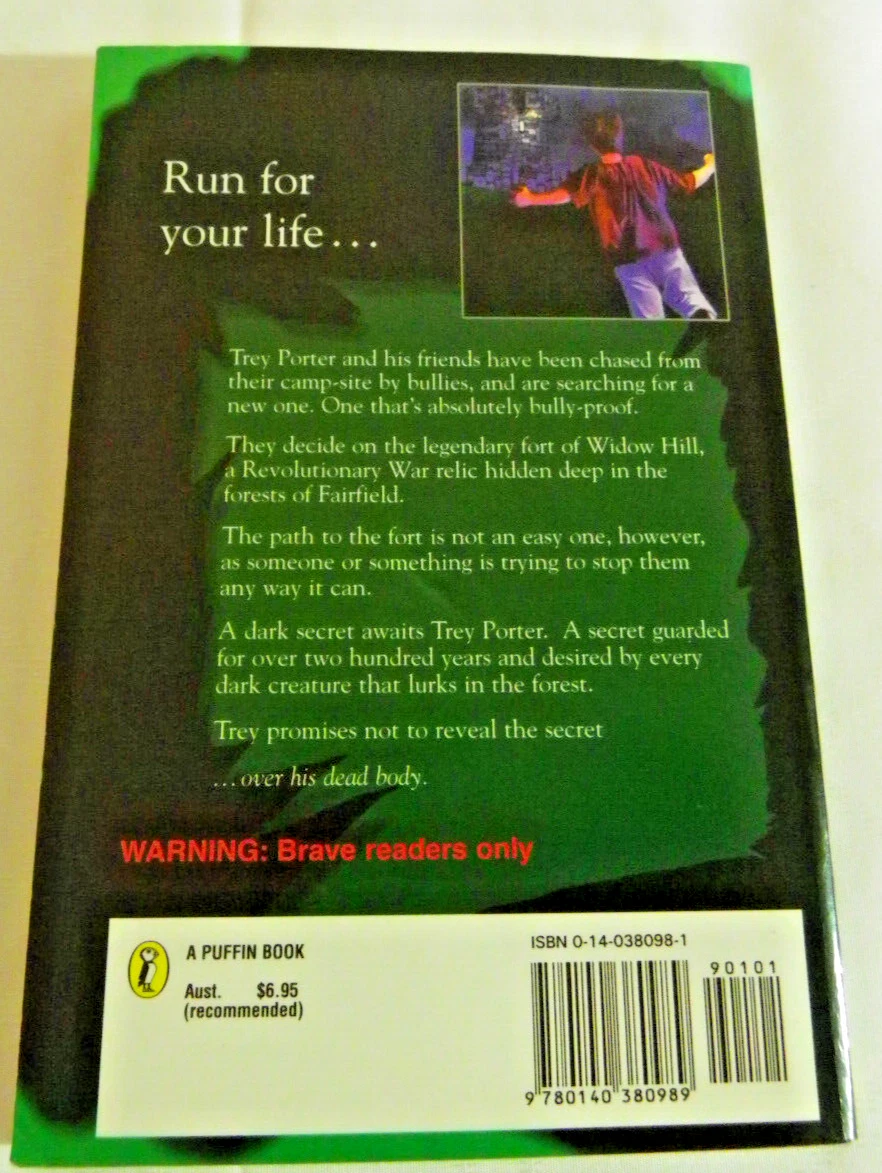 Run for
your life...
Trey Porter and his friends have been chased from
their camp-site by bullies, and are searching for a
new one. One that's absolutely bully-proof.
They decide on the legendary fort of Widow Hill,
a Revolutionary War relic hidden deep in the
forests of Fairfield.
The path to the fort is not an easy one, however,
as someone or something is trying to stop them
any way it can.
A dark secret awaits Trey Porter. A secret guarded
for over two hundred years and desired by every
dark creature that lurks in the forest.
Trey promises not to reveal the secret
...over his dead body.
WARNING: Brave readers only
A PUFFIN BOOK
Aust. $6.95
(recommended)
ISBN 0-14-038098-1
90101
9 780140 380989